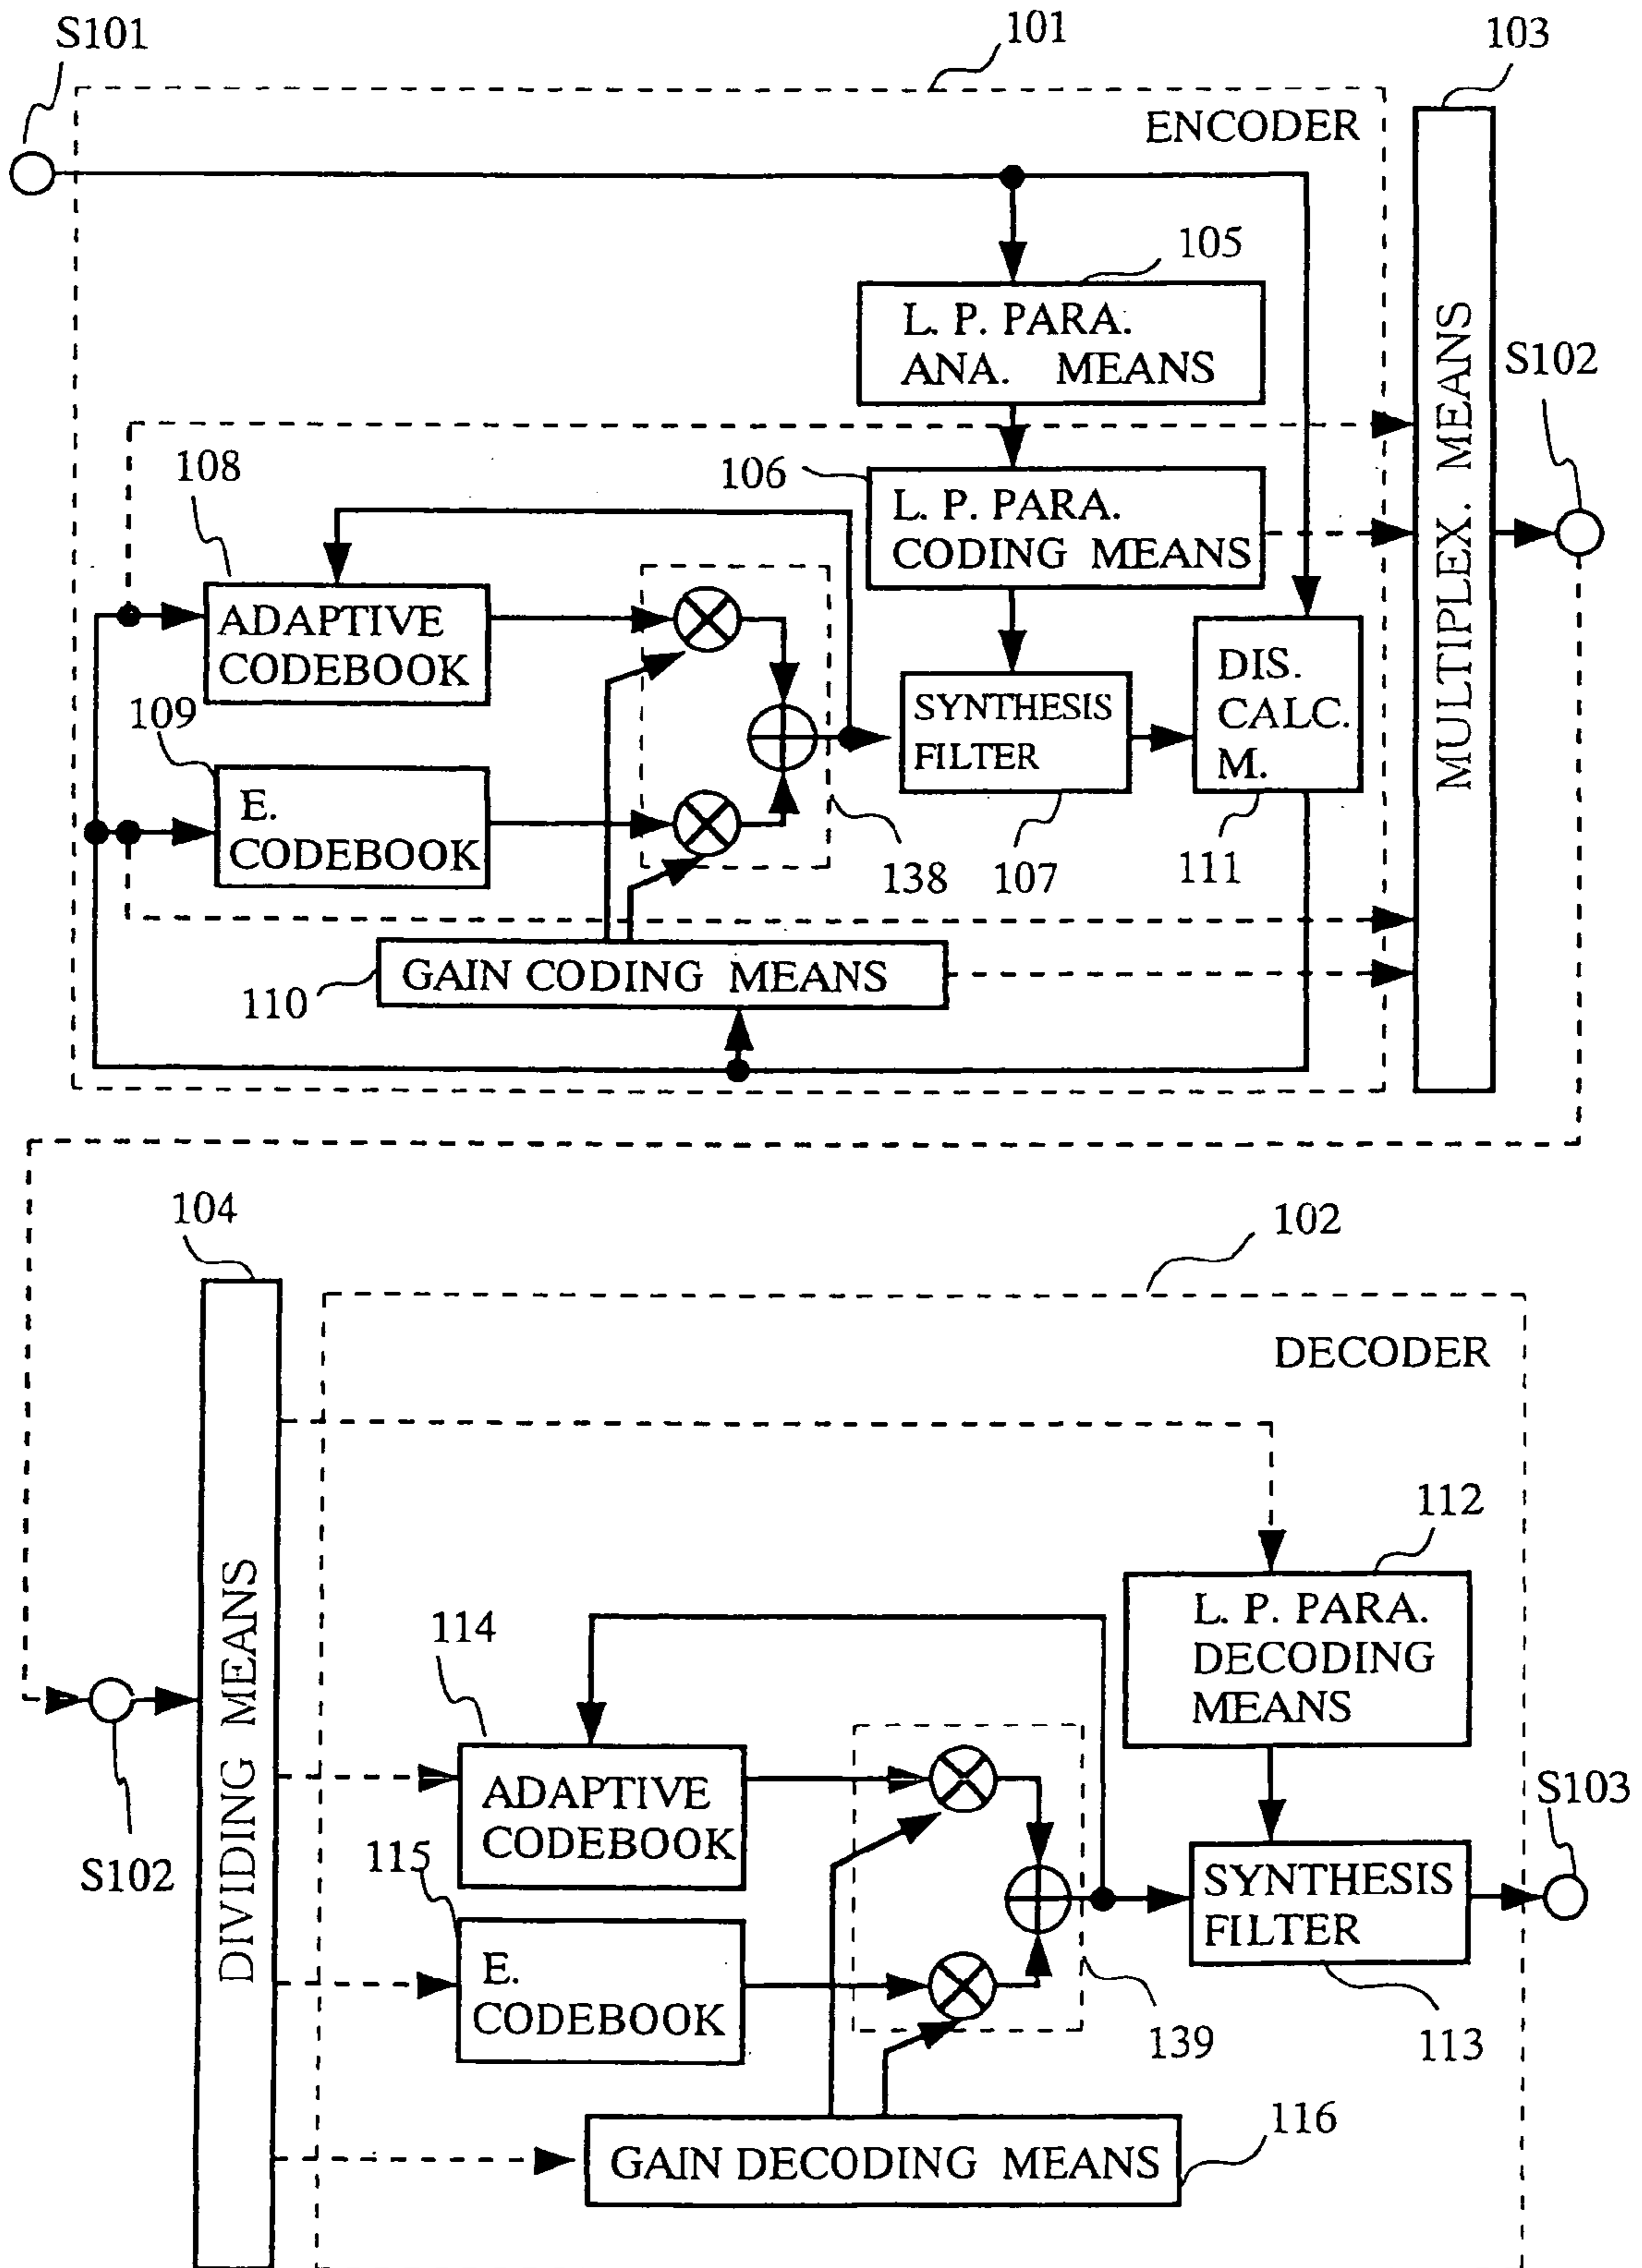 S101
101
103
ENCODER
105
L. P. PARA.
ANA. MEANS
MULTIPLEX. MEANS
S102
108
106
L. P. PARA.
CODING MEANS
ADAPTIVE
CODEBOOK
SYNTHESIS
FILTER
DIS.
CALC.
M.
109
E.
CODEBOOK
138
107
111
GAIN CODING MEANS
110
104
102
DECODER
112
L. P. PARA.
DECODING
MEANS
114
DIVIDING MEANS
ADAPTIVE
CODEBOOK
S103
S102
115
SYNTHESIS
FILTER
E.
CODEBOOK
139
113
116
GAIN DECODING MEANS